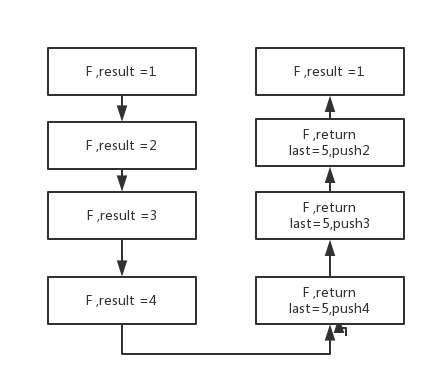 F ,result =1
F ,result =2
F ,result =3
F ,result =4
F ,result =1
F ,return
last=5,push2
F ,return
last=5,push3
F ,return
last=5,push4